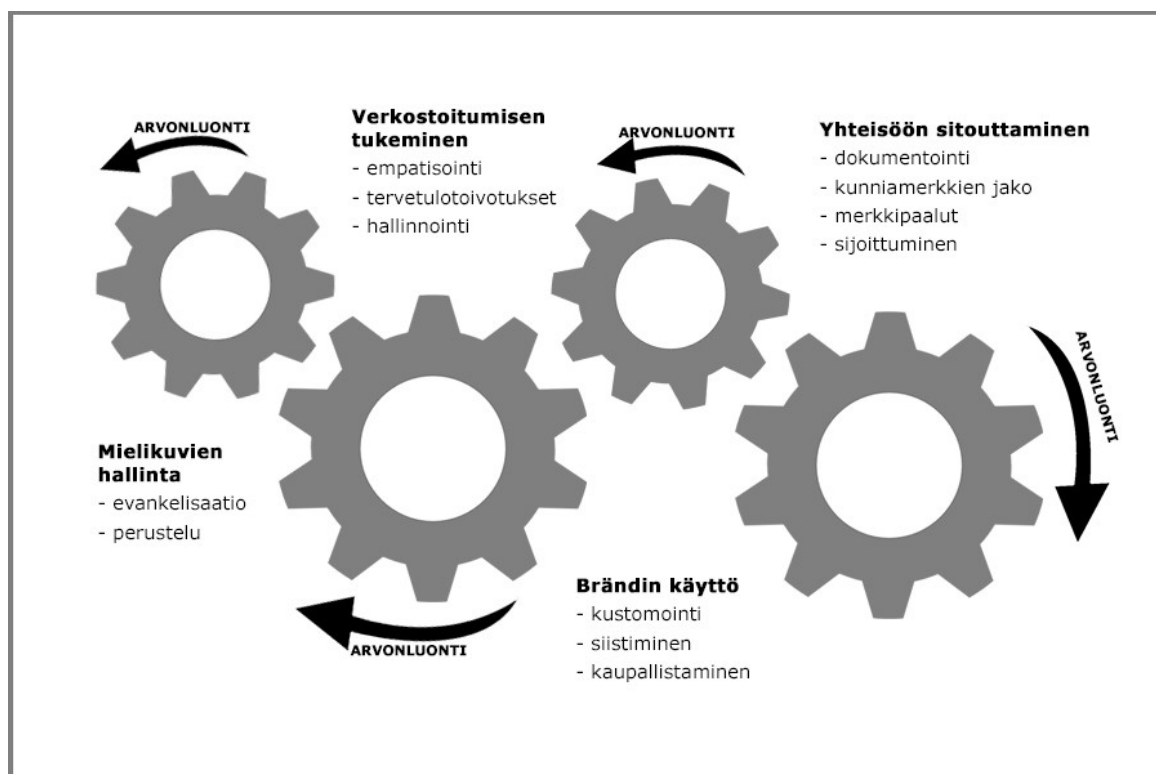 ARVONLUONTI
Verkostoitumisen
tukeminen
- empatisointi
- tervetulotoivotukset
- hallinnointi
ARVONLUONTI
Yhteisöön sitouttaminen
- dokumentointi
- kunniamerkkien jako
- merkkipaalut
- sijoittuminen
ARVONLUONTI
Mielikuvien
hallinta
- evankelisaatio
- perustelu
ARVONLUONTI
Brändin käyttö
- kustomointi
- siistiminen
- kaupallistaminen